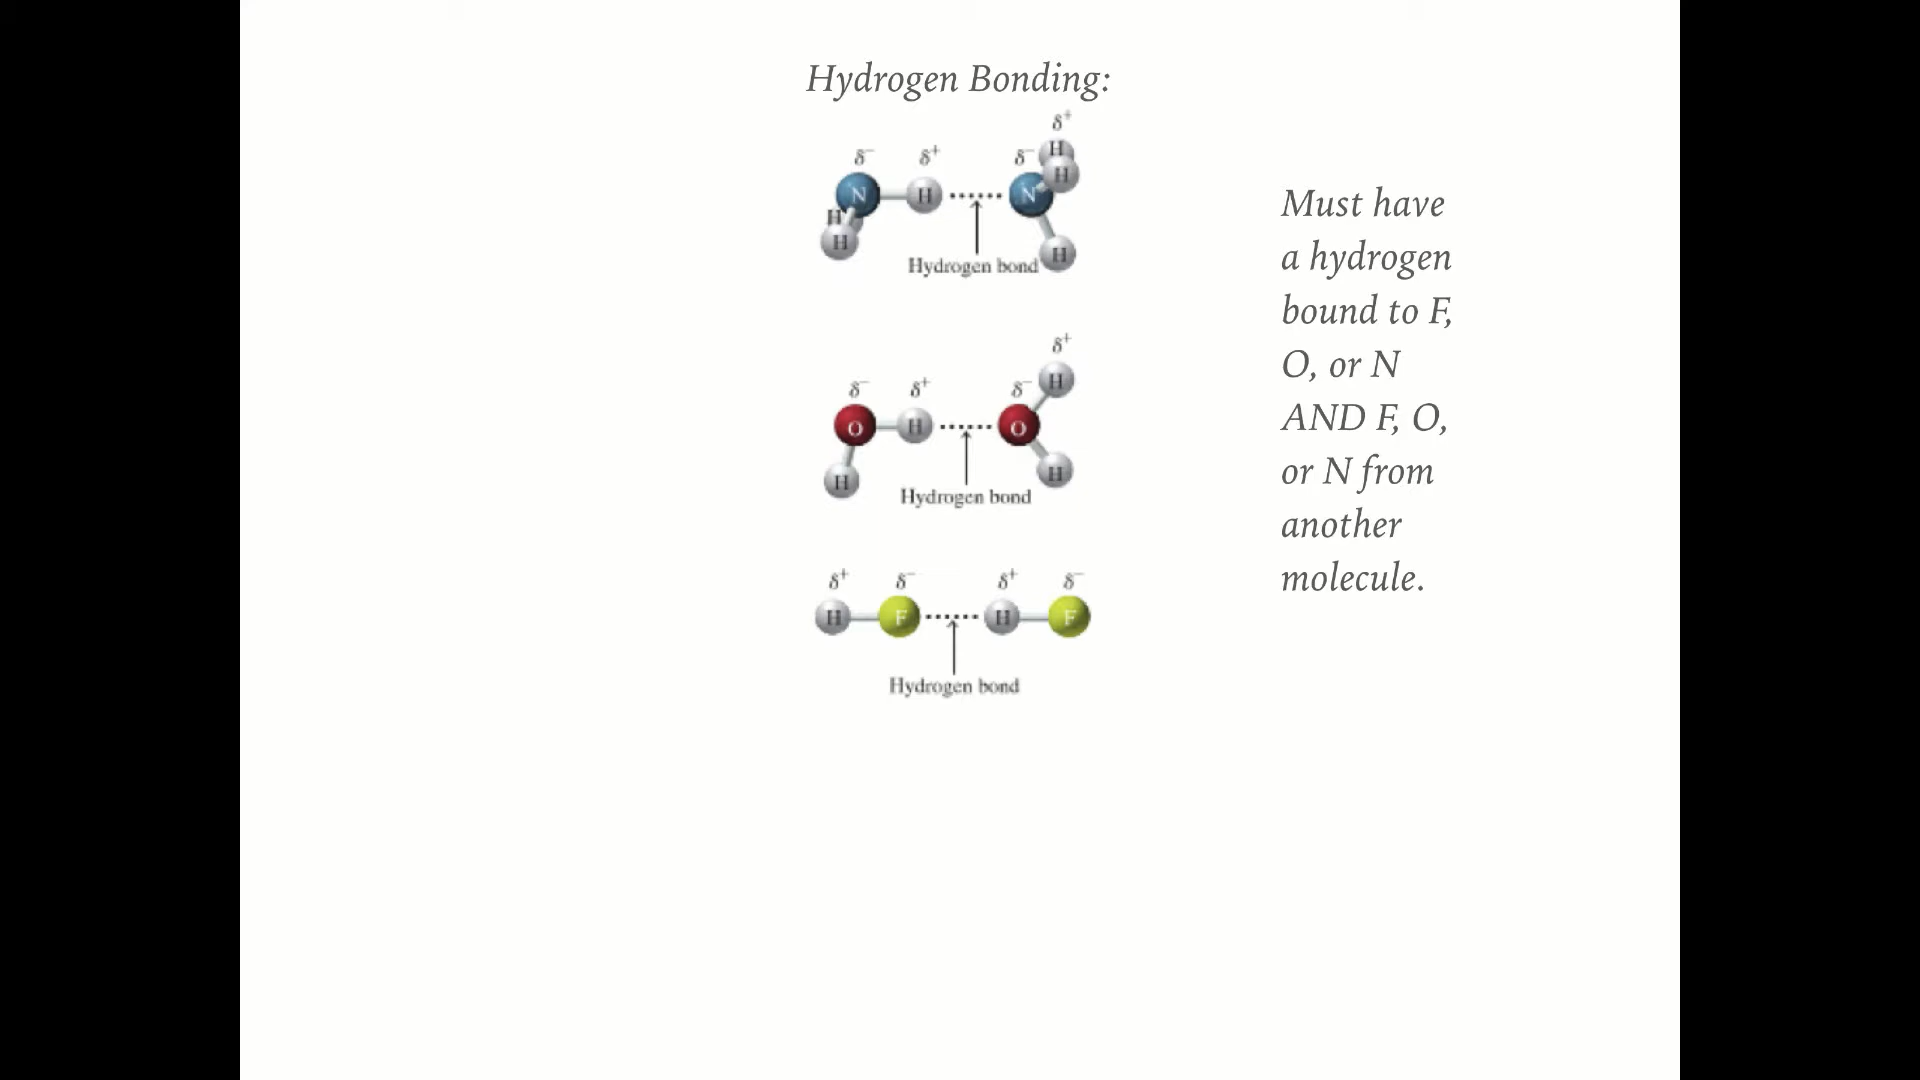 Hydrogen Bonding:
δ⁺
δ⁻ δ⁺ δ⁻ H
H
N H N
H
H H
Hydrogen bond
δ⁺
δ⁻ δ⁺ δ⁻ H
O H O
H H
Hydrogen bond
δ⁺ δ⁻ δ⁺ δ⁻
H F H F
Hydrogen bond
Must have
a hydrogen
bound to F,
O, or N
AND F, O,
or N from
another
molecule.